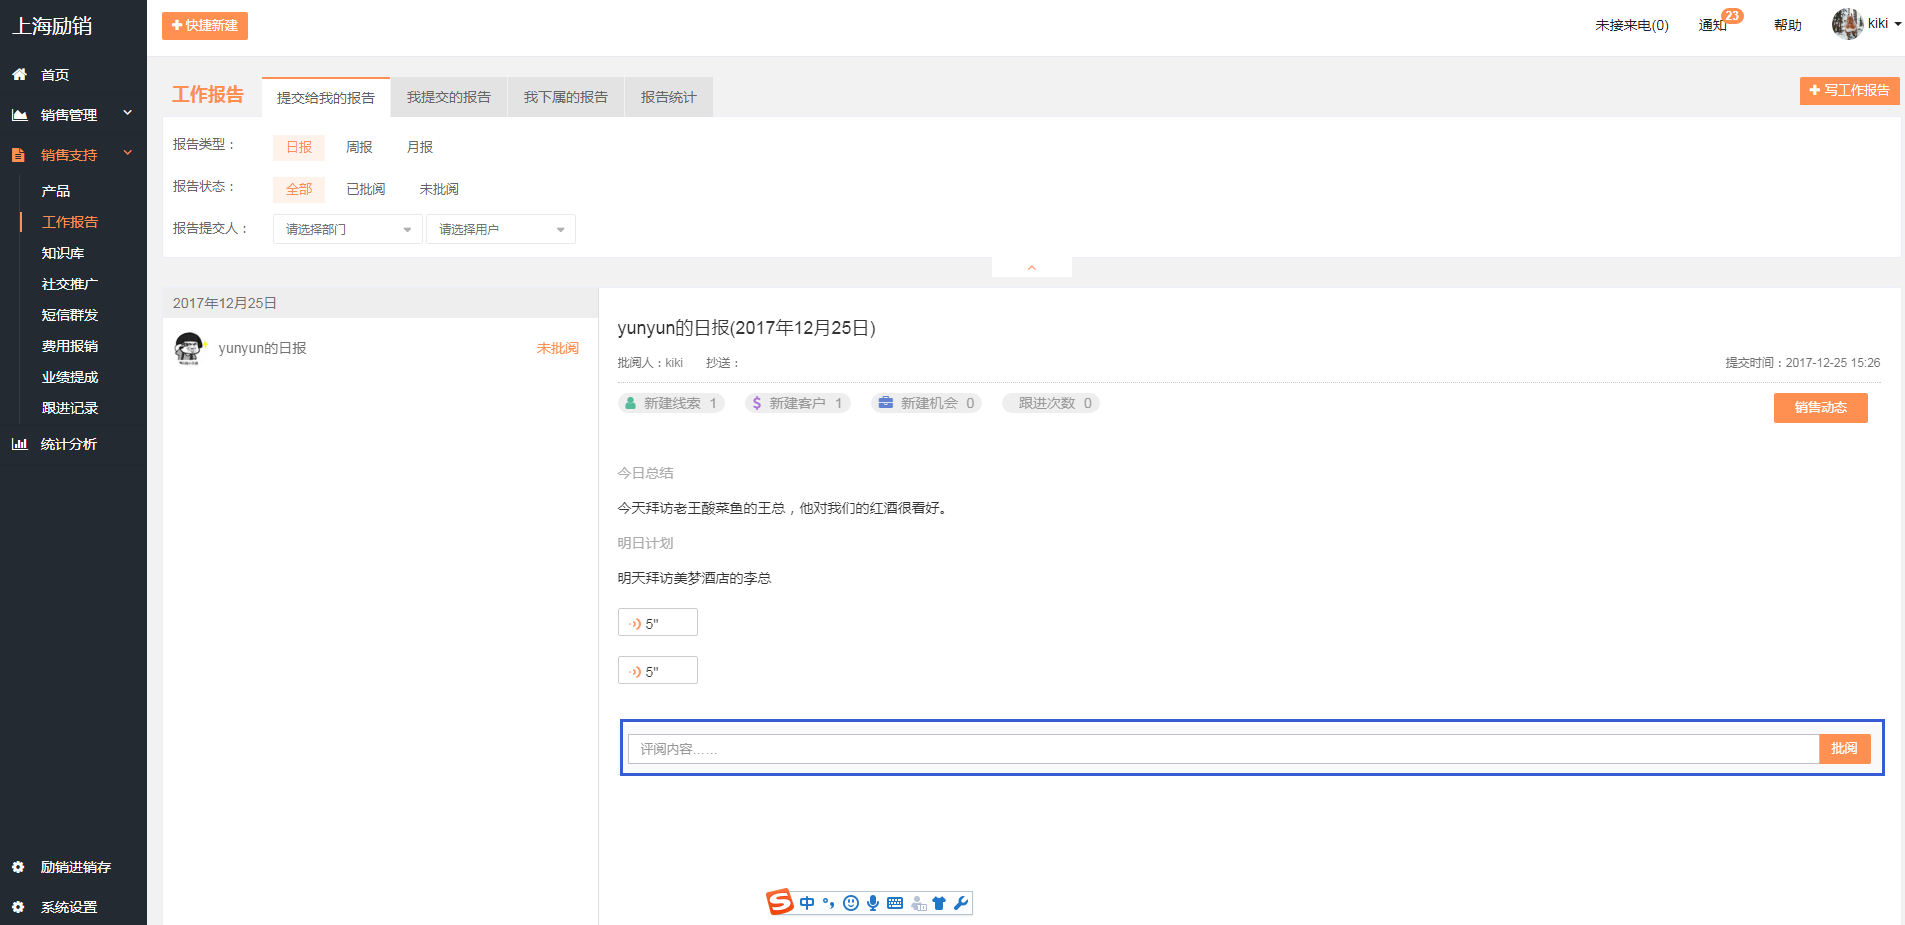 上海励销
快捷新建
未接来电(0)
通知
23
帮助
kiki
首页
销售管理
销售支持
产品
工作报告
知识库
社交推广
短信群发
费用报销
业绩提成
跟进记录
统计分析
励销进销存
系统设置
工作报告
提交给我的报告
我提交的报告
我下属的报告
报告统计
写工作报告
报告类型：
日报
周报
月报
报告状态：
全部
已批阅
未批阅
报告提交人：
请选择部门
请选择用户
2017年12月25日
yunyun的日报
未批阅
yunyun的日报(2017年12月25日)
批阅人：kiki
抄送：
提交时间：2017-12-25 15:26
新建线索 1
新建客户 1
新建机会 0
跟进次数 0
销售动态
今日总结
今天拜访老王酸菜鱼的王总，他对我们的红酒很看好。
明日计划
明天拜访美梦酒店的李总
5"
5"
评阅内容......
批阅
S 中